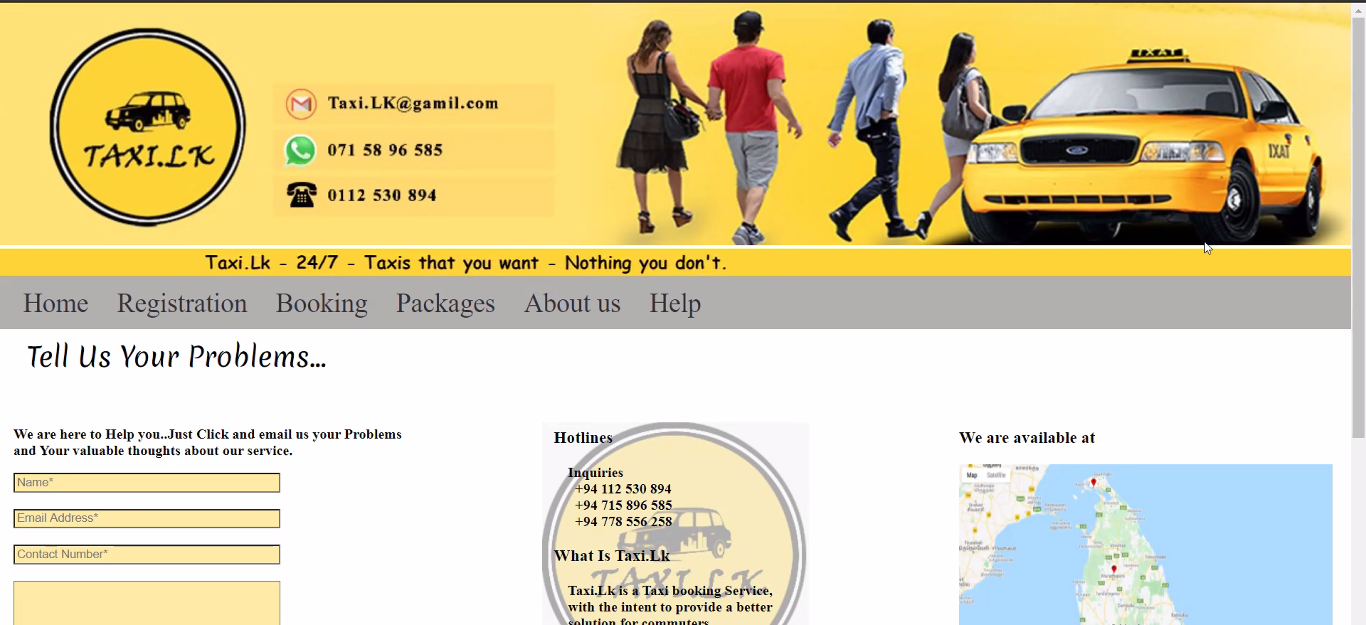 TAXI.LK
Taxi.LK@gamil.com
071 58 96 585
0112 530 894
IXAT
IXAT
Taxi.Lk - 24/7 - Taxis that you want - Nothing you don't.
Home Registration Booking Packages About us Help
Tell Us Your Problems...
We are here to Help you..Just Click and email us your Problems
and Your valuable thoughts about our service.
Name*
Email Address*
Contact Number*
Hotlines
Inquiries
+94 112 530 894
+94 715 896 585
+94 778 556 258
What Is Taxi.Lk
TAXI.LK
Taxi.Lk is a Taxi booking Service,
with the intent to provide a better
solution for commuters
We are available at
Map Satellite